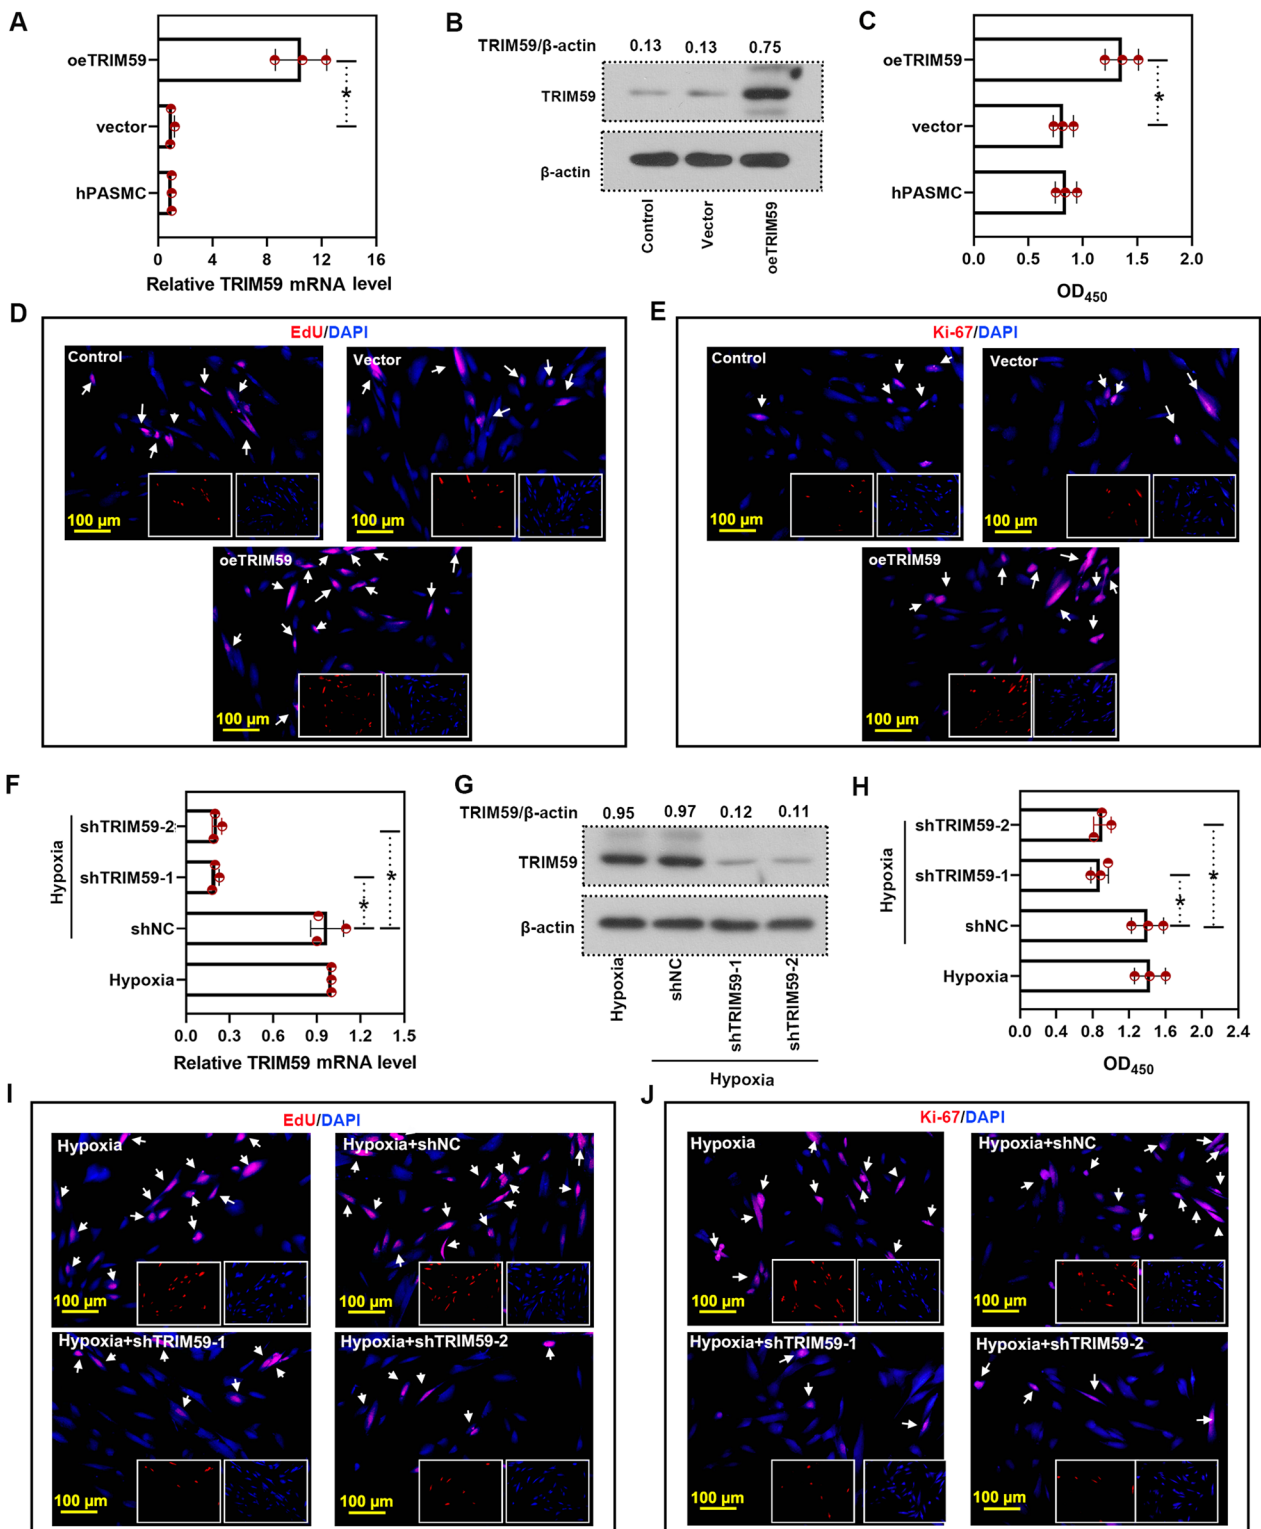 A
oeTRIM59
vector
hPASMC
0 4 8 12 16
Relative TRIM59 mRNA level
*
B
TRIM59/β-actin 0.13 0.13 0.75
TRIM59
β-actin
Control
Vector
oeTRIM59
C
oeTRIM59
vector
hPASMC
0.0 0.5 1.0 1.5 2.0
OD450
*
D
EdU/DAPI
Control
100 μm
Vector
100 μm
oeTRIM59
100 μm
E
Ki-67/DAPI
Control
100 μm
Vector
100 μm
oeTRIM59
100 μm
F
Hypoxia
shTRIM59-2
shTRIM59-1
shNC
Hypoxia
0.0 0.3 0.6 0.9 1.2 1.5
Relative TRIM59 mRNA level
*
*
G
TRIM59/β-actin 0.95 0.97 0.12 0.11
TRIM59
β-actin
Hypoxia
shNC
shTRIM59-1
shTRIM59-2
Hypoxia
H
Hypoxia
shTRIM59-2
shTRIM59-1
shNC
Hypoxia
0.0 0.4 0.8 1.2 1.6 2.0 2.4
OD450
*
*
I
EdU/DAPI
Hypoxia
100 μm
Hypoxia+shNC
100 μm
Hypoxia+shTRIM59-1
100 μm
Hypoxia+shTRIM59-2
100 μm
J
Ki-67/DAPI
Hypoxia
100 μm
Hypoxia+shNC
100 μm
Hypoxia+shTRIM59-1
100 μm
Hypoxia+shTRIM59-2
100 μm